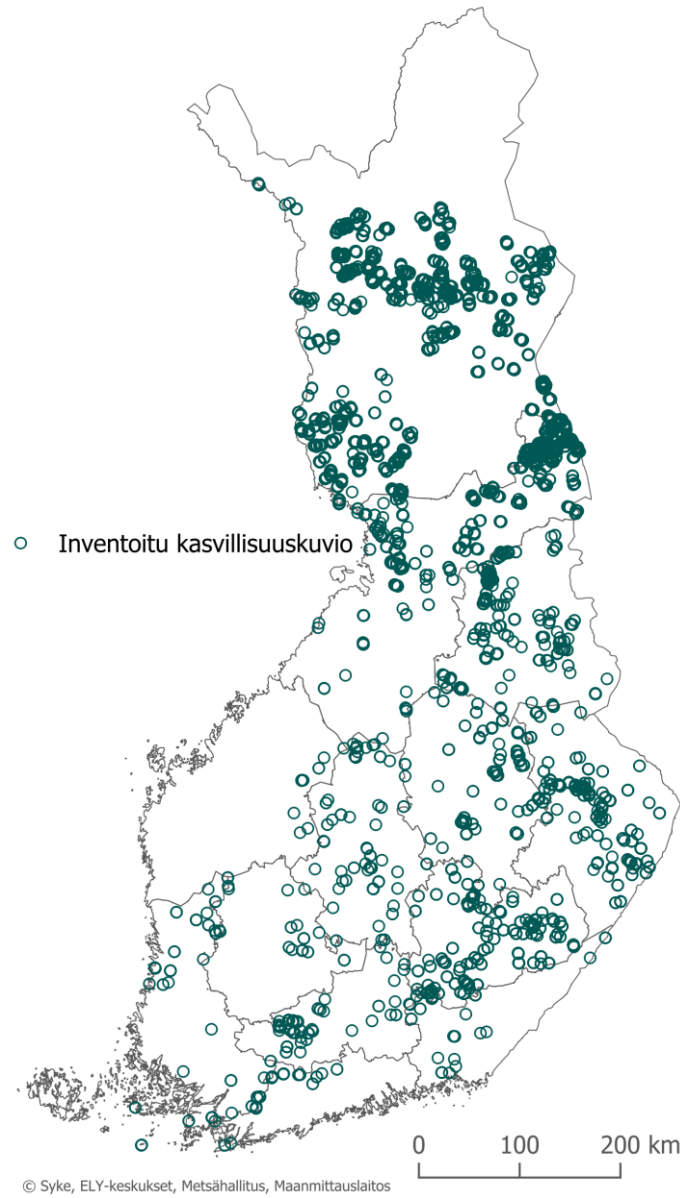 Inventoitu kasvillisuuskuvio
0 100 200 km
© Syke, ELY-keskukset, Metsähallitus, Maanmittauslaitos